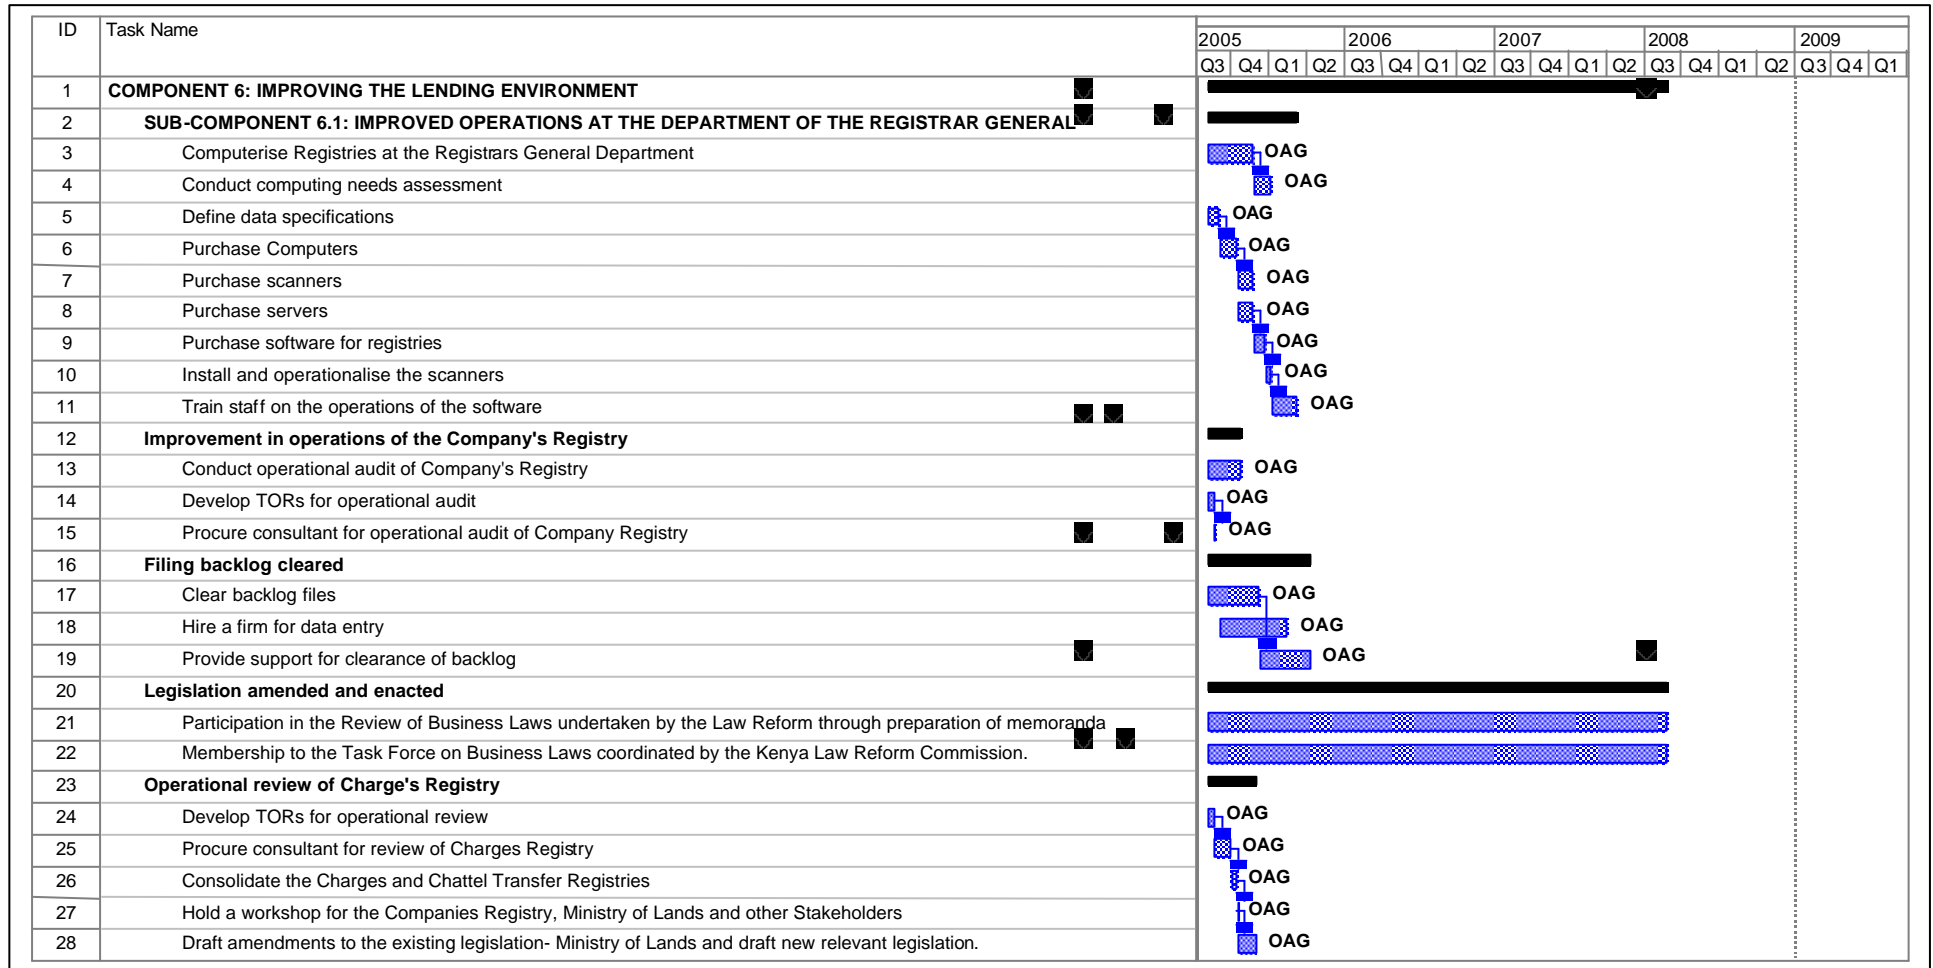 ID Task Name
2005 2006 2007 2008 2009
Q3 Q4 Q1 Q2 Q3 Q4 Q1 Q2 Q3 Q4 Q1 Q2 Q3 Q4 Q1 Q2 Q3 Q4 Q1
1 COMPONENT 6: IMPROVING THE LENDING ENVIRONMENT
2 SUB-COMPONENT 6.1: IMPROVED OPERATIONS AT THE DEPARTMENT OF THE REGISTRAR GENERAL
3 Computerise Registries at the Registrars General Department OAG
4 Conduct computing needs assessment OAG
5 Define data specifications OAG
6 Purchase Computers OAG
7 Purchase scanners OAG
8 Purchase servers OAG
9 Purchase software for registries OAG
10 Install and operationalise the scanners OAG
11 Train staff on the operations of the software OAG
12 Improvement in operations of the Company's Registry
13 Conduct operational audit of Company's Registry OAG
14 Develop TORs for operational audit OAG
15 Procure consultant for operational audit of Company Registry OAG
16 Filing backlog cleared
17 Clear backlog files OAG
18 Hire a firm for data entry OAG
19 Provide support for clearance of backlog OAG
20 Legislation amended and enacted
21 Participation in the Review of Business Laws undertaken by the Law Reform through preparation of memoranda
22 Membership to the Task Force on Business Laws coordinated by the Kenya Law Reform Commission.
23 Operational review of Charge's Registry
24 Develop TORs for operational review OAG
25 Procure consultant for review of Charges Registry OAG
26 Consolidate the Charges and Chattel Transfer Registries OAG
27 Hold a workshop for the Companies Registry, Ministry of Lands and other Stakeholders OAG
28 Draft amendments to the existing legislation- Ministry of Lands and draft new relevant legislation. OAG